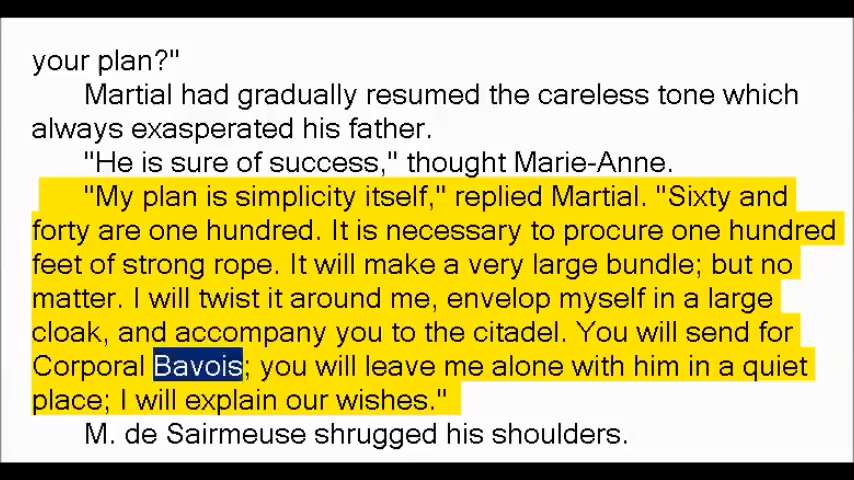 your plan?"
Martial had gradually resumed the careless tone which
always exasperated his father.
"He is sure of success," thought Marie-Anne.
"My plan is simplicity itself," replied Martial. "Sixty and
forty are one hundred. It is necessary to procure one hundred
feet of strong rope. It will make a very large bundle; but no
matter. I will twist it around me, envelop myself in a large
cloak, and accompany you to the citadel. You will send for
Corporal Bavois; you will leave me alone with him in a quiet
place; I will explain our wishes."
M. de Sairmeuse shrugged his shoulders.